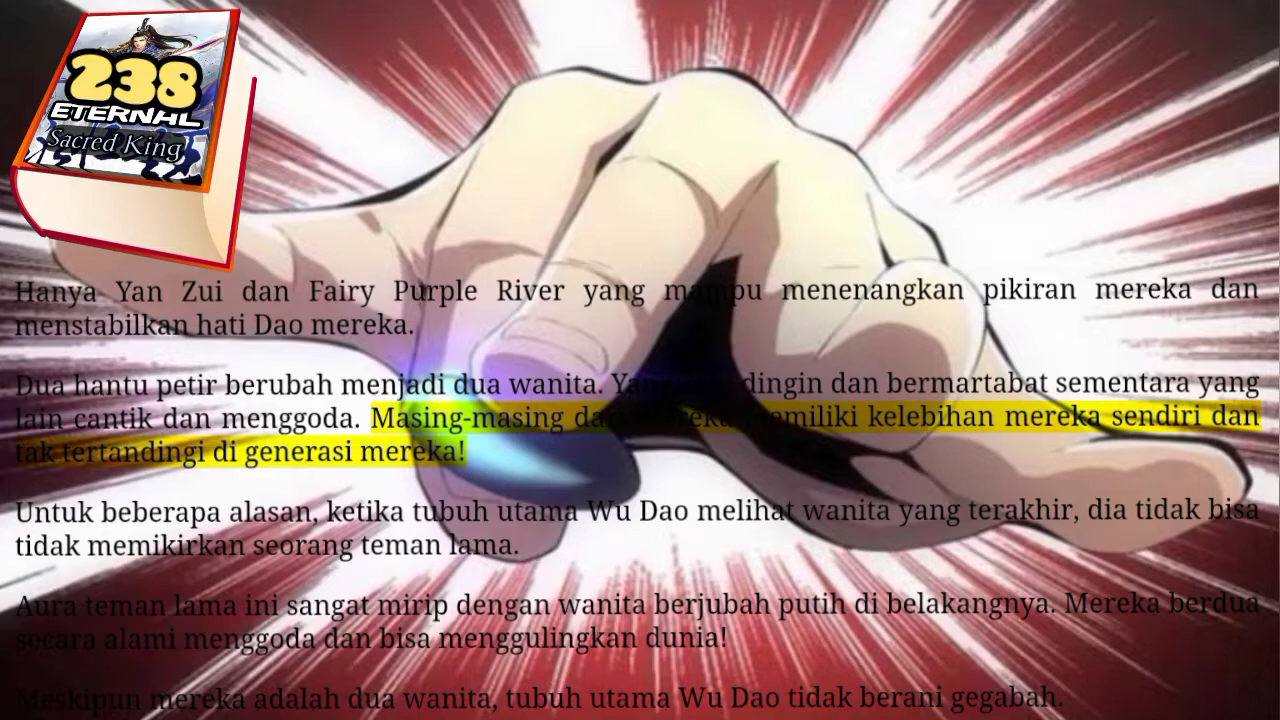 238
ETERNAL
Sacred King
Hanya Yan Zui dan Fairy Purple River yang mampu menenangkan pikiran mereka dan
menstabilkan hati Dao mereka.
Dua hantu petir berubah menjadi dua wanita. Yang dingin dan bermartabat sementara yang
lain cantik dan menggoda. Masing-masing dari mereka memiliki kelebihan mereka sendiri dan
tak tertandingi di generasi mereka!
Untuk beberapa alasan, ketika tubuh utama Wu Dao melihat wanita yang terakhir, dia tidak bisa
tidak memikirkan seorang teman lama.
Aura teman lama ini sangat mirip dengan wanita berjubah putih di belakangnya. Mereka berdua
secara alami menggoda dan bisa menggulingkan dunia!
Meskipun mereka adalah dua wanita, tubuh utama Wu Dao tidak berani gegabah.